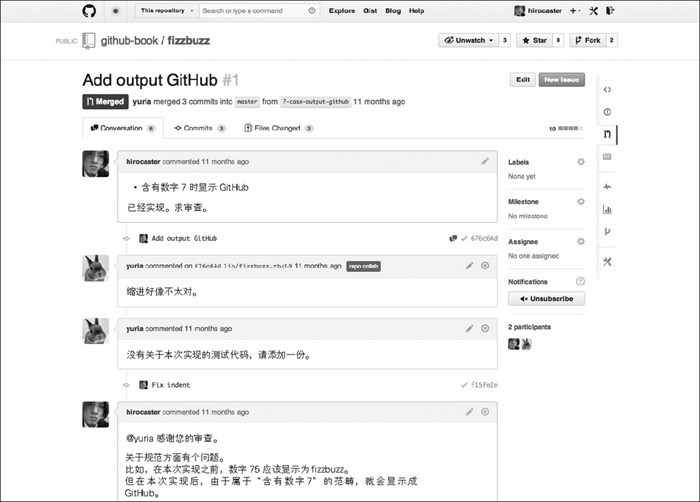 This repository Search or type a command Explore Gist Blog Help hirocaster
PUBLIC github-book / fizzbuzz Unwatch 3 Star 9 Fork 2
Add output GitHub #1 Edit New Issue
Merged yuria merged 3 commits into master from 7-case-output-github 11 months ago
Conversation 6 Commits 3 Files Changed 3 10
hirocaster commented 11 months ago
• 含有数字 7 时显示 GitHub
已经实现。求审查。
Add output GitHub 676c64d
yuria commented on 676c64d lib/fizzbuzz.rb:L9 11 months ago repo collab
缩进好像不太对。
yuria commented 11 months ago
没有关于本次实现的测试代码，请添加一份。
Fix indent f15fe2e
hirocaster commented 11 months ago
@yuria 感谢您的审查。
关于规范方面有个问题。
比如，在本次实现之前，数字 75 应该显示为 fizzbuzz。
但在本次实现后，由于属于“含有数字 7”的范畴，就会显示成
GitHub。
Labels
None yet
Milestone
No milestone
Assignee
No one assigned
Notifications
Unsubscribe
2 participants